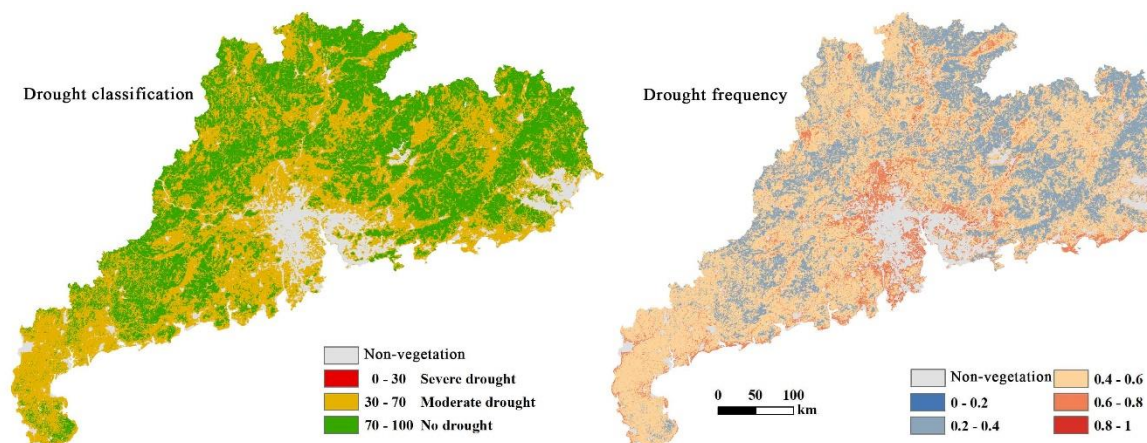 Drought classification
Non-vegetation
0 - 30 Severe drought
30 - 70 Moderate drought
70 - 100 No drought
Drought frequency
0 50 100
km
Non-vegetation
0 - 0.2
0.2 - 0.4
0.4 - 0.6
0.6 - 0.8
0.8 - 1